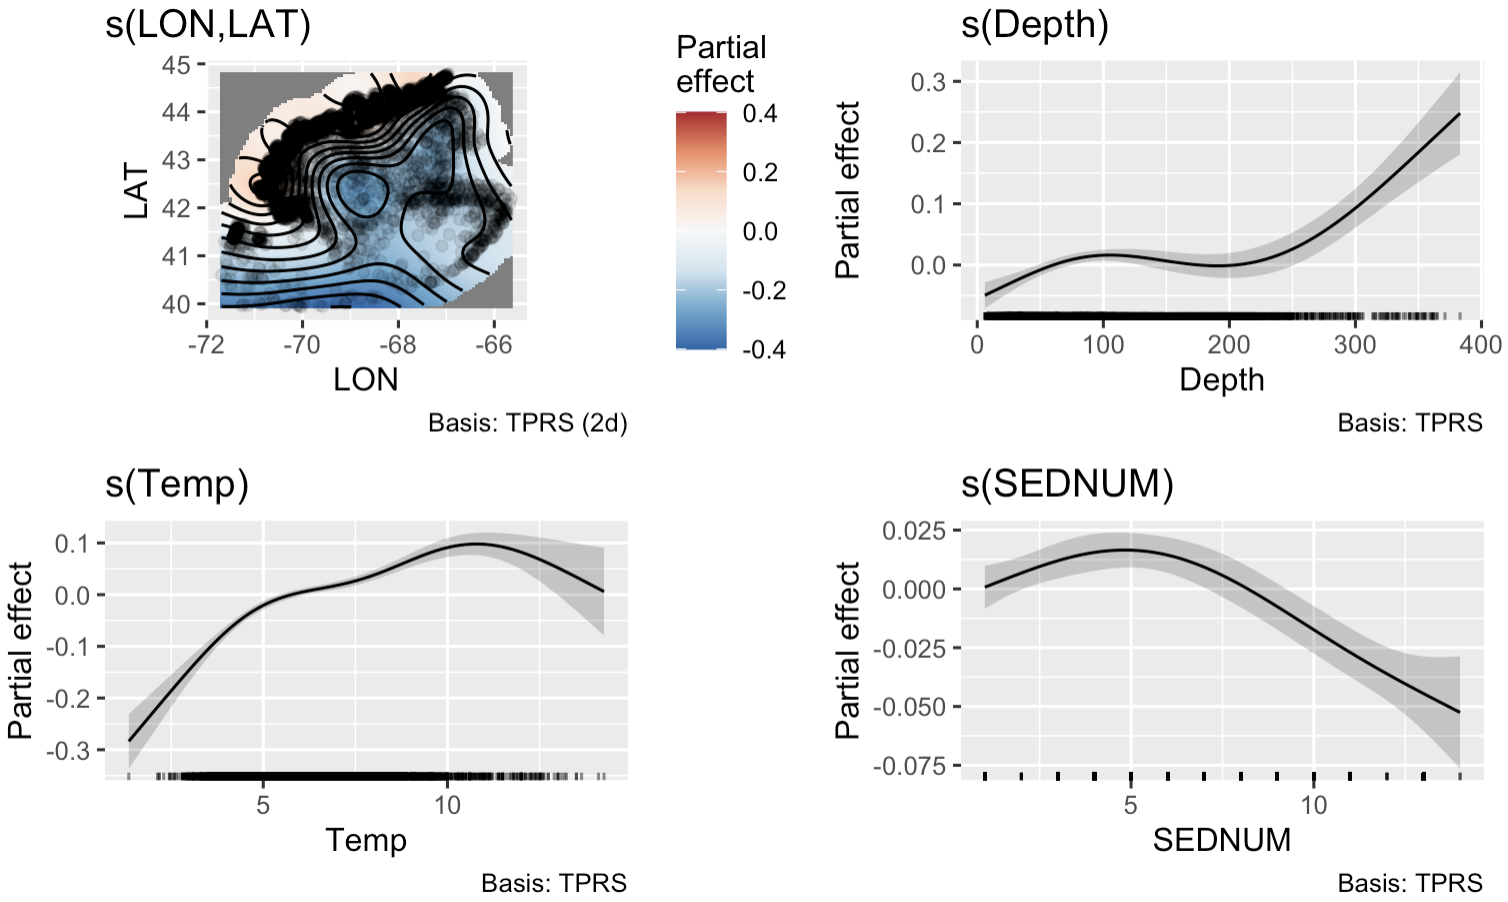 s(LON,LAT)
45
44
43
42
41
40
LAT
-72 -70 -68 -66
LON
Basis: TPRS (2d)
Partial
effect
0.4
0.2
0.0
-0.2
-0.4
s(Depth)
0.3
0.2
0.1
0.0
Partial effect
0 100 200 300 400
Depth
Basis: TPRS
s(Temp)
0.1
0.0
-0.1
-0.2
-0.3
Partial effect
5 10
Temp
Basis: TPRS
s(SEDNUM)
0.025
0.000
-0.025
-0.050
-0.075
Partial effect
5 10
SEDNUM
Basis: TPRS